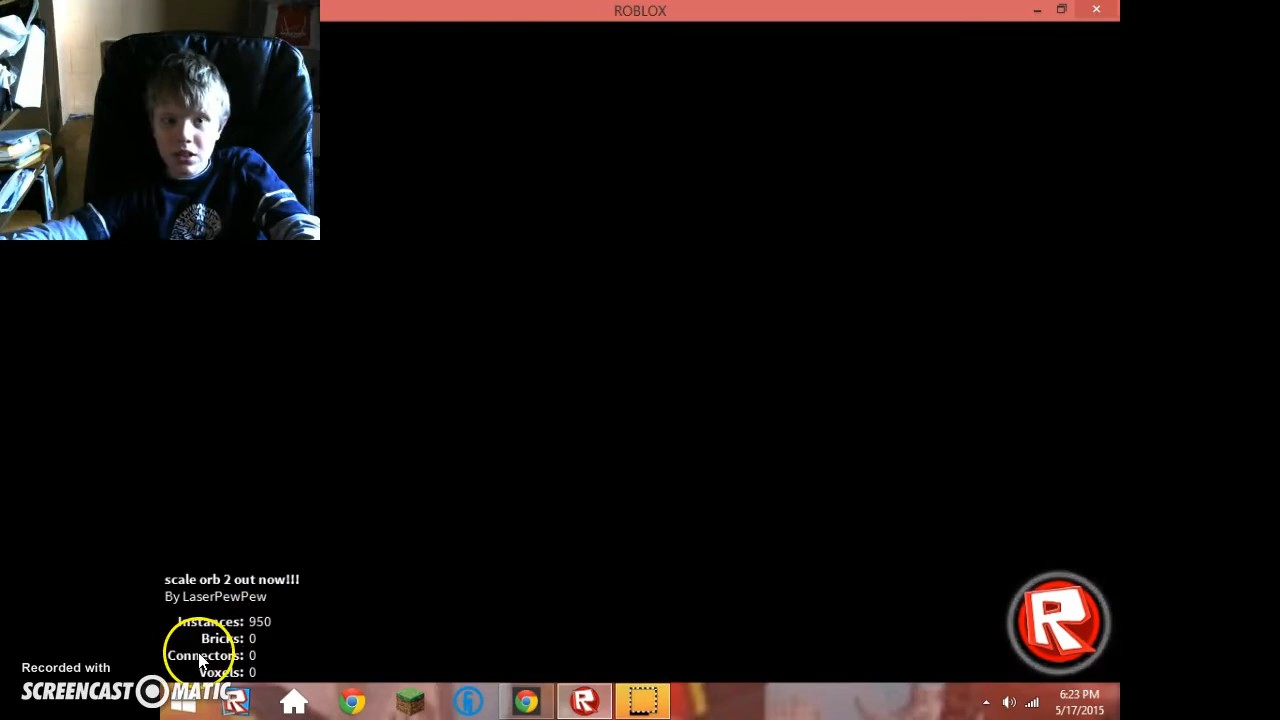 ROBLOX
scale orb 2 out now!!!
By LaserPewPew
Instances: 950
Bricks: 0
Connectors: 0
Voxels: 0
Recorded with
SCREENCAST MATIC
6:23 PM
5/17/2015